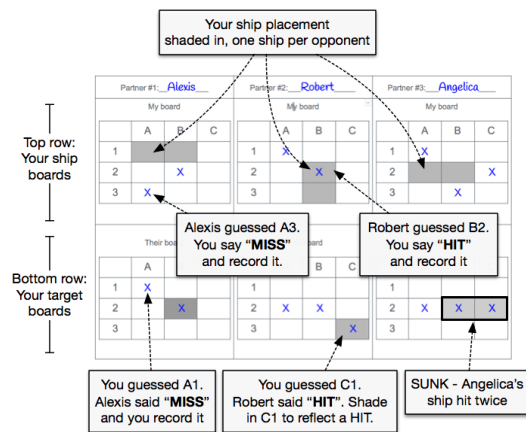 Your ship placement
shaded in, one ship per opponent
Partner #1:__Alexis___
Partner #2:___Robert____
Partner #3:___Angelica___
My board
My board
My board
Top row:
Your ship
boards
A B C
A B C
A B C
1
1 X
1 X
2 X
2 X
2 X
3 X
3
3 X
Alexis guessed A3.
You say “MISS”
and record it.
Robert guessed B2.
You say “HIT”
and record it
Bottom row:
Your target
boards
Their
A
C
1 X
1
1
2 X
2 X X
2 X X X
3
3 X
3
You guessed A1.
Alexis said “MISS”
and you record it
You guessed C1.
Robert said “HIT”. Shade
in C1 to reflect a HIT.
SUNK - Angelica’s
ship hit twice